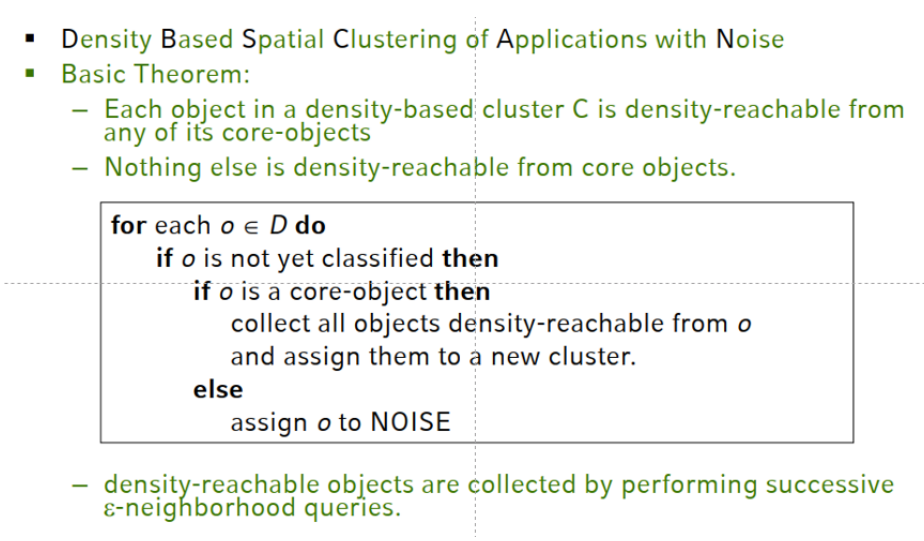 ▪ Density Based Spatial Clustering of Applications with Noise
▪ Basic Theorem:
– Each object in a density-based cluster C is density-reachable from
any of its core-objects
– Nothing else is density-reachable from core objects.
for each o ∈ D do
if o is not yet classified then
if o is a core-object then
collect all objects density-reachable from o
and assign them to a new cluster.
else
assign o to NOISE
– density-reachable objects are collected by performing successive
ε-neighborhood queries.